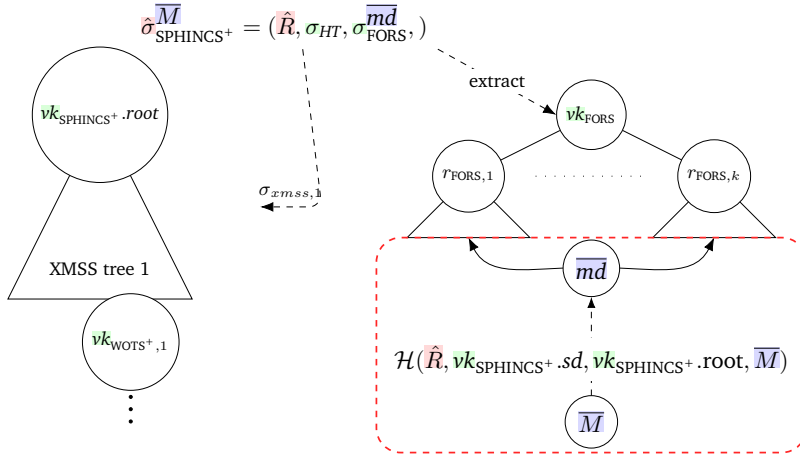 σ̂^M̅_SPHINCS⁺ = (R̂, σ_HT, σ^m̅d̅_FORS, )
extract
vk_SPHINCS⁺.root
vk_FORS
r_FORS,1 . . . . . . . . . . . . r_FORS,k
σ_xmss,1
XMSS tree 1
m̅d̅
vk_WOTS⁺,1
ℋ(R̂, vk_SPHINCS⁺.sd, vk_SPHINCS⁺.root, M̅)
M̅